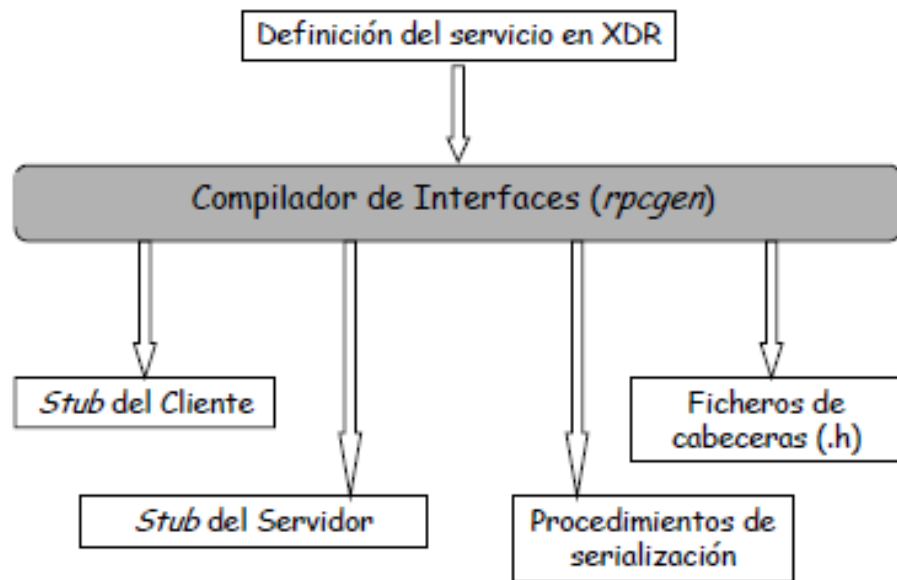 Definición del servicio en XDR
Compilador de Interfaces (rpcgen)
Stub del Cliente
Ficheros de
cabeceras (.h)
Stub del Servidor
Procedimientos de
serialización